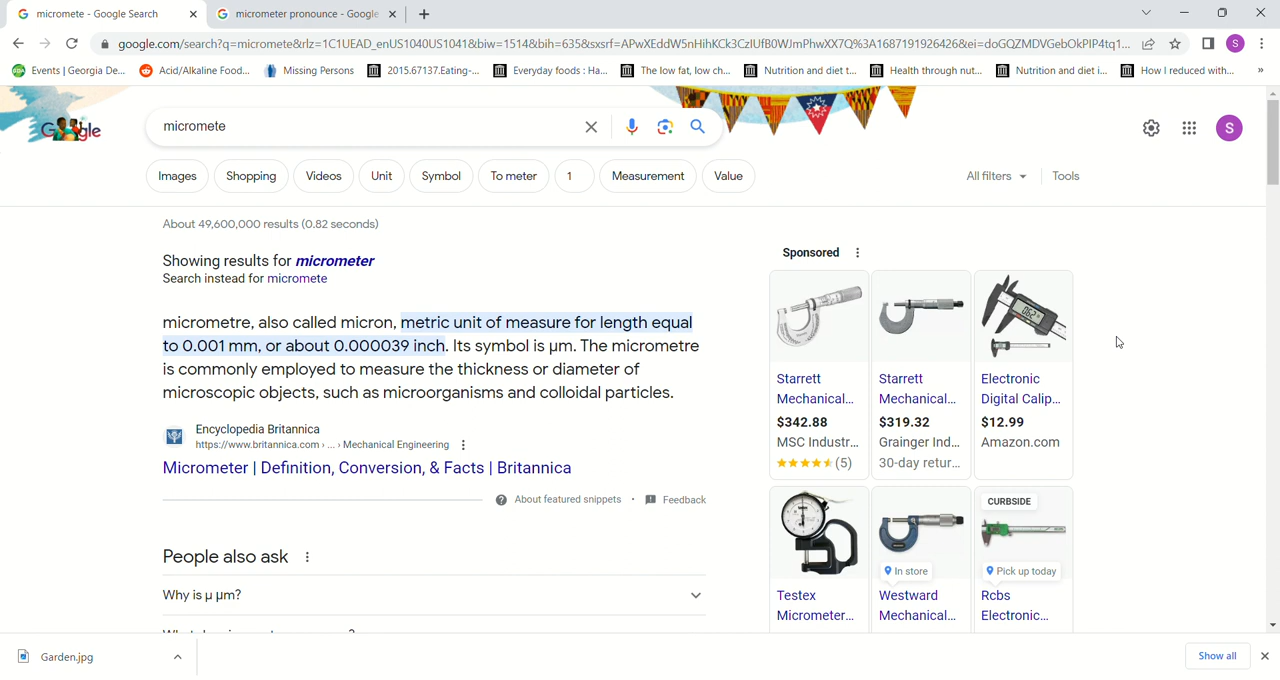 micromete - Google Search
micrometer pronounce - Google
google.com/search?q=micromete&rlz=1C1UEAD_enUS1040US1041&biw=1514&bih=635&sxsrf=APwXEddW5nHihKCk3CzIUfB0WJmPhwXX7Q%3A1687191926426&ei=doGQZMDVGebOkPIP4tq1...
S
Events | Georgia De...
Acid/Alkaline Food...
Missing Persons
2015.67137.Eating-...
Everyday foods : Ha...
The low fat, low ch...
Nutrition and diet t...
Health through nut...
Nutrition and diet i...
How I reduced with...
»
Google
micromete
S
Images
Shopping
Videos
Unit
Symbol
To meter
1
Measurement
Value
All filters
Tools
About 49,600,000 results (0.82 seconds)
Showing results for micrometer
Search instead for micromete
micrometre, also called micron, metric unit of measure for length equal
to 0.001 mm, or about 0.000039 inch. Its symbol is μm. The micrometre
is commonly employed to measure the thickness or diameter of
microscopic objects, such as microorganisms and colloidal particles.
Encyclopedia Britannica
https://www.britannica.com › ... › Mechanical Engineering
Micrometer | Definition, Conversion, & Facts | Britannica
About featured snippets
•
Feedback
People also ask
Why is μ μm?
Sponsored
Starrett
Mechanical...
$342.88
MSC Industr...
(5)
Starrett
Mechanical...
$319.32
Grainger Ind...
30-day retur...
Electronic
Digital Calip...
$12.99
Amazon.com
Testex
Micrometer...
In store
Westward
Mechanical...
CURBSIDE
Pick up today
Rcbs
Electronic...
Garden.jpg
Show all